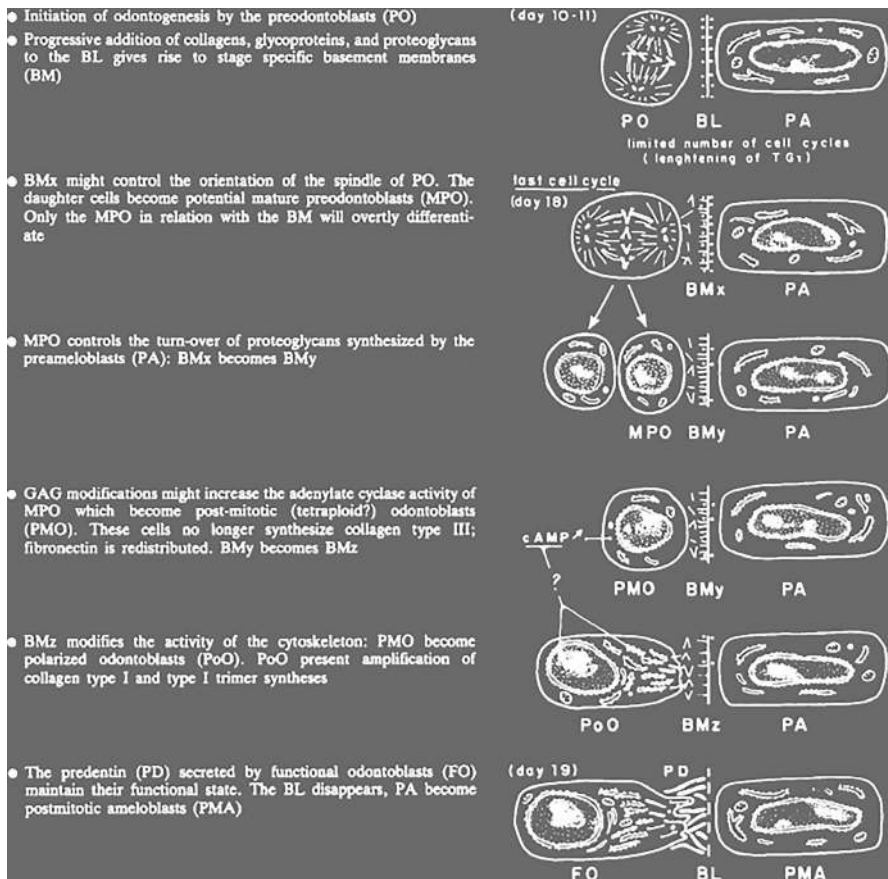 • Initiation of odontogenesis by the preodontoblasts (PO)
• Progressive addition of collagens, glycoproteins, and proteoglycans
to the BL gives rise to stage specific basement membranes
(BM)
(day 10-11)
PO BL PA
limited number of cell cycles
(lenghtening of TG1)
• BMx might control the orientation of the spindle of PO. The
daughter cells become potential mature preodontoblasts (MPO).
Only the MPO in relation with the BM will overtly differenti-
ate
last cell cycle
(day 18)
BMx PA
• MPO controls the turn-over of proteoglycans synthesized by the
preameloblasts (PA): BMx becomes BMy
MPO BMy PA
• GAG modifications might increase the adenylate cyclase activity of
MPO which become post-mitotic (tetraploid?) odontoblasts
(PMO). These cells no longer synthesize collagen type III;
fibronectin is redistributed. BMy becomes BMz
cAMP
?
PMO BMy PA
• BMz modifies the activity of the cytoskeleton: PMO become
polarized odontoblasts (PoO). PoO present amplification of
collagen type I and type I trimer syntheses
PoO BMz PA
• The predentin (PD) secreted by functional odontoblasts (FO)
maintain their functional state. The BL disappears, PA become
postmitotic ameloblasts (PMA)
(day 19) PD
FO BL PMA